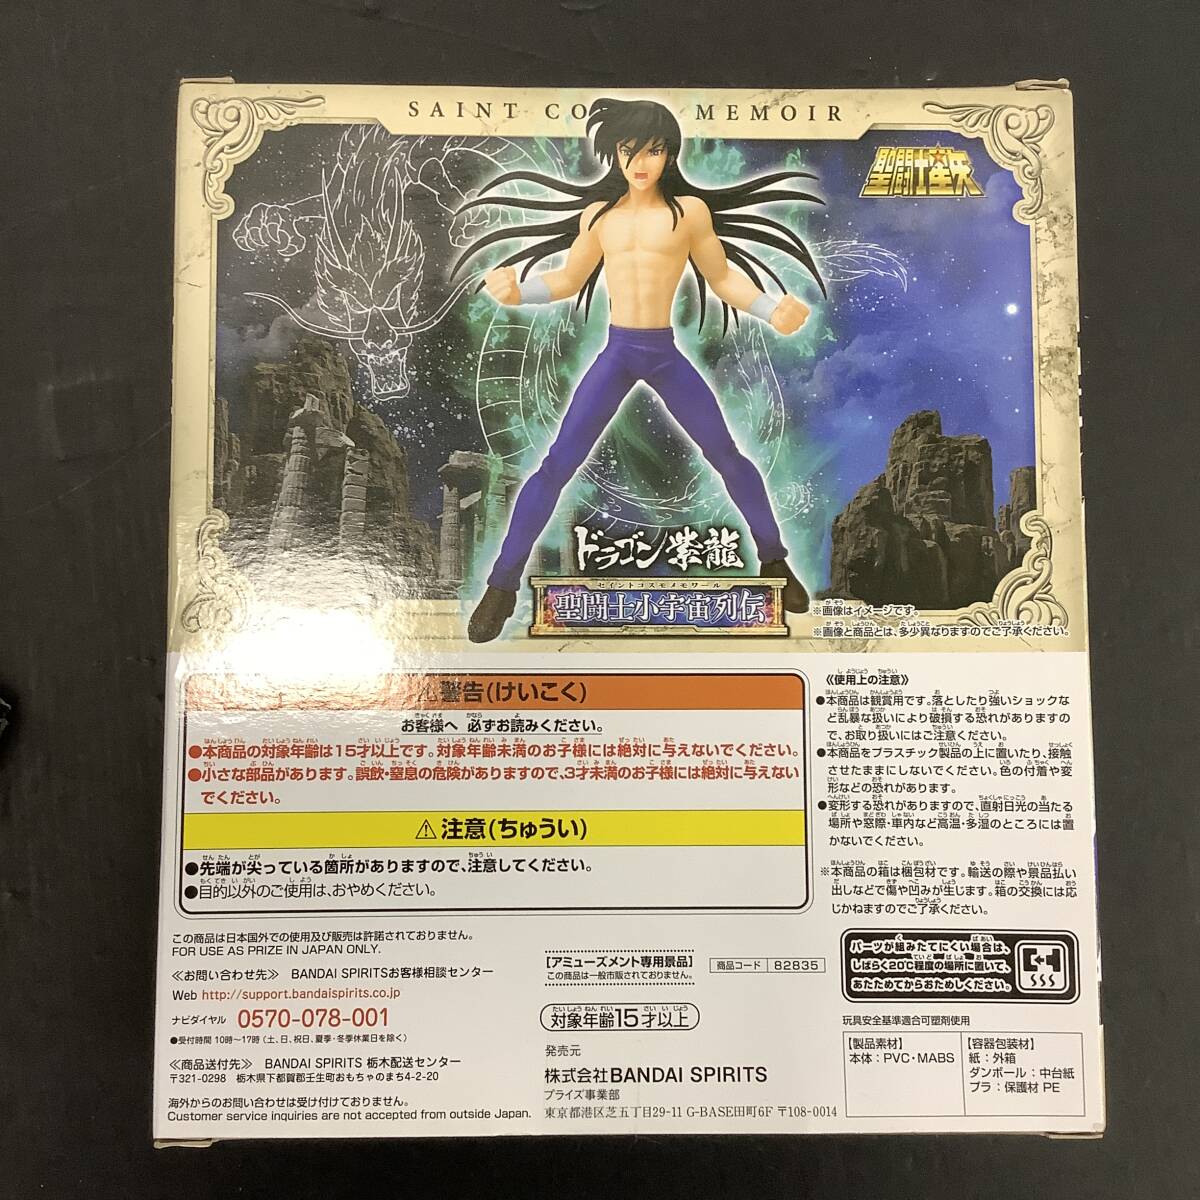 SAINT CO MEMOIR
聖闘士星矢
ドラゴン紫龍
セイントコスモメモワール
聖闘士小宇宙列伝
※画像はイメージです。
※画像と商品とは、多少異なりますのでご了承ください。
⚠警告(けいこく)
お客様へ 必ずお読みください。
●本商品の対象年齢は15才以上です。対象年齢未満のお子様には絶対に与えないでください。
●小さな部品があります。誤飲・窒息の危険がありますので、3才未満のお子様には絶対に与えない
でください。
⚠注意(ちゅうい)
●先端が尖っている箇所がありますので、注意してください。
●目的以外のご使用は、おやめください。
《使用上の注意》
●本商品は観賞用です。落としたり強いショックな
ど乱暴な扱いにより破損する恐れがありますの
で、お取り扱いにはご注意ください。
●本商品をプラスチック製品の上に置いたり、接触
させたままにしないでください。色の付着や変
形などの恐れがあります。
●変形する恐れがありますので、直射日光の当たる
場所や窓際・車内など高温・多湿のところには置
かないでください。
※本商品の箱は梱包材です。輸送の際や景品払い
出しなどで傷や凹みが生じます。箱の交換には応
じかねますのでご了承ください。
この商品は日本国外での使用及び販売は許諾されておりません。
FOR USE AS PRIZE IN JAPAN ONLY.
≪お問い合わせ先≫ BANDAI SPIRITSお客様相談センター
Web http://support.bandaispirits.co.jp
ナビダイヤル 0570-078-001
●受付時間 10時〜17時(土、日、祝日、夏季・冬季休業日を除く)
≪商品送付先≫ BANDAI SPIRITS 栃木配送センター
〒321-0298 栃木県下都賀郡壬生町おもちゃのまち4-2-20
海外からのお問い合わせは受け付けておりません。
Customer service inquiries are not accepted from outside Japan.
【アミューズメント専用景品】
この商品は一般市販されておりません。
商品コード 82835
対象年齢15才以上
発売元
株式会社BANDAI SPIRITS
プライズ事業部
東京都港区芝五丁目29-11 G-BASE田町6F 〒108-0014
パーツが組みたてにくい場合は、
しばらく20℃程度の場所に置いて、
あたためてからおためしください。
玩具安全基準適合可塑剤使用
【製品素材】
本体：PVC・MABS
【容器包装材】
紙：外箱
ダンボール：中台紙
プラ：保護材 PE